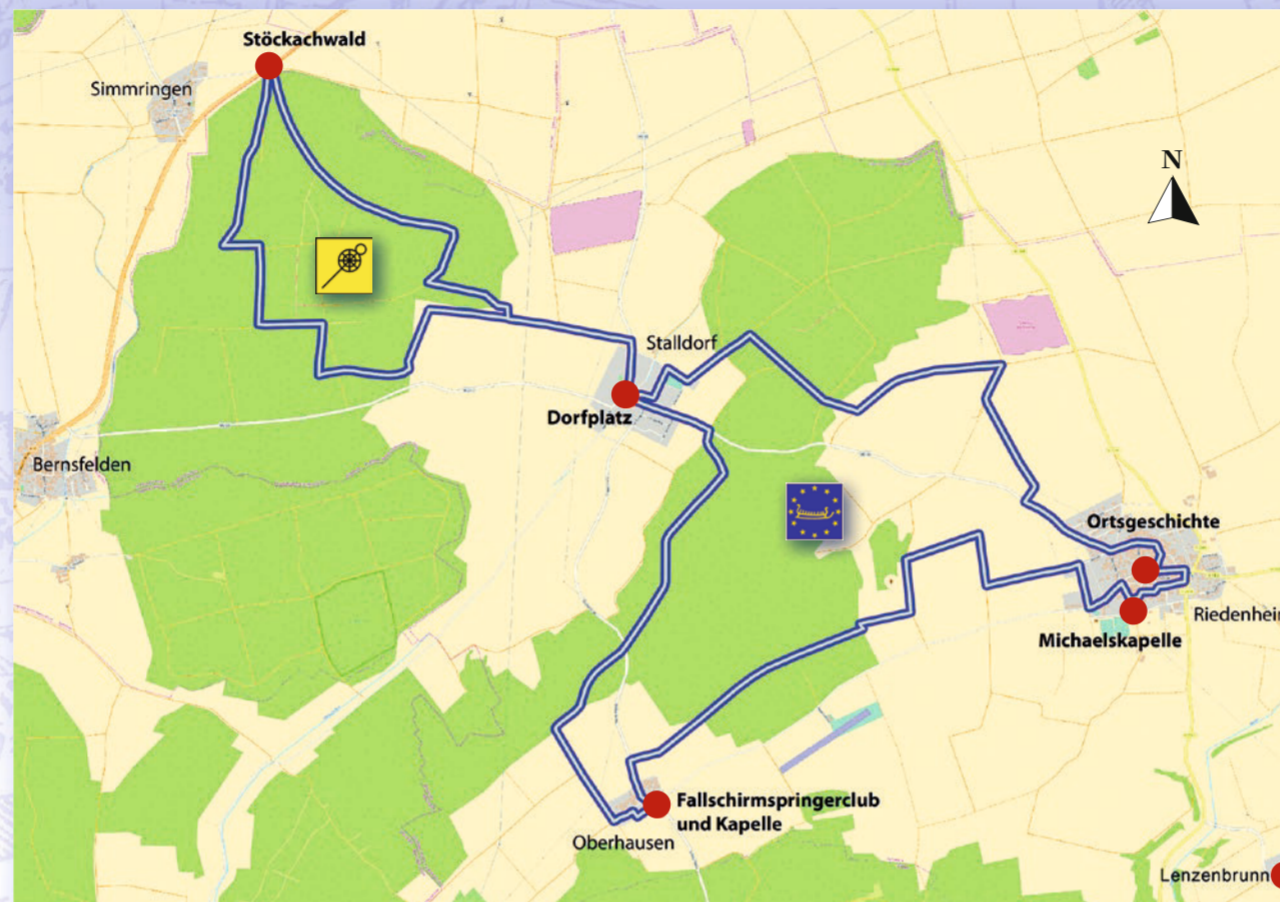 Stöckachwald
Simmringen
N
Stalldorf
Dorfplatz
Bernsfelden
Ortsgeschichte
Riedenheim
Michaelskapelle
Fallschirmspringerclub
und Kapelle
Oberhausen
Lenzenbrunn